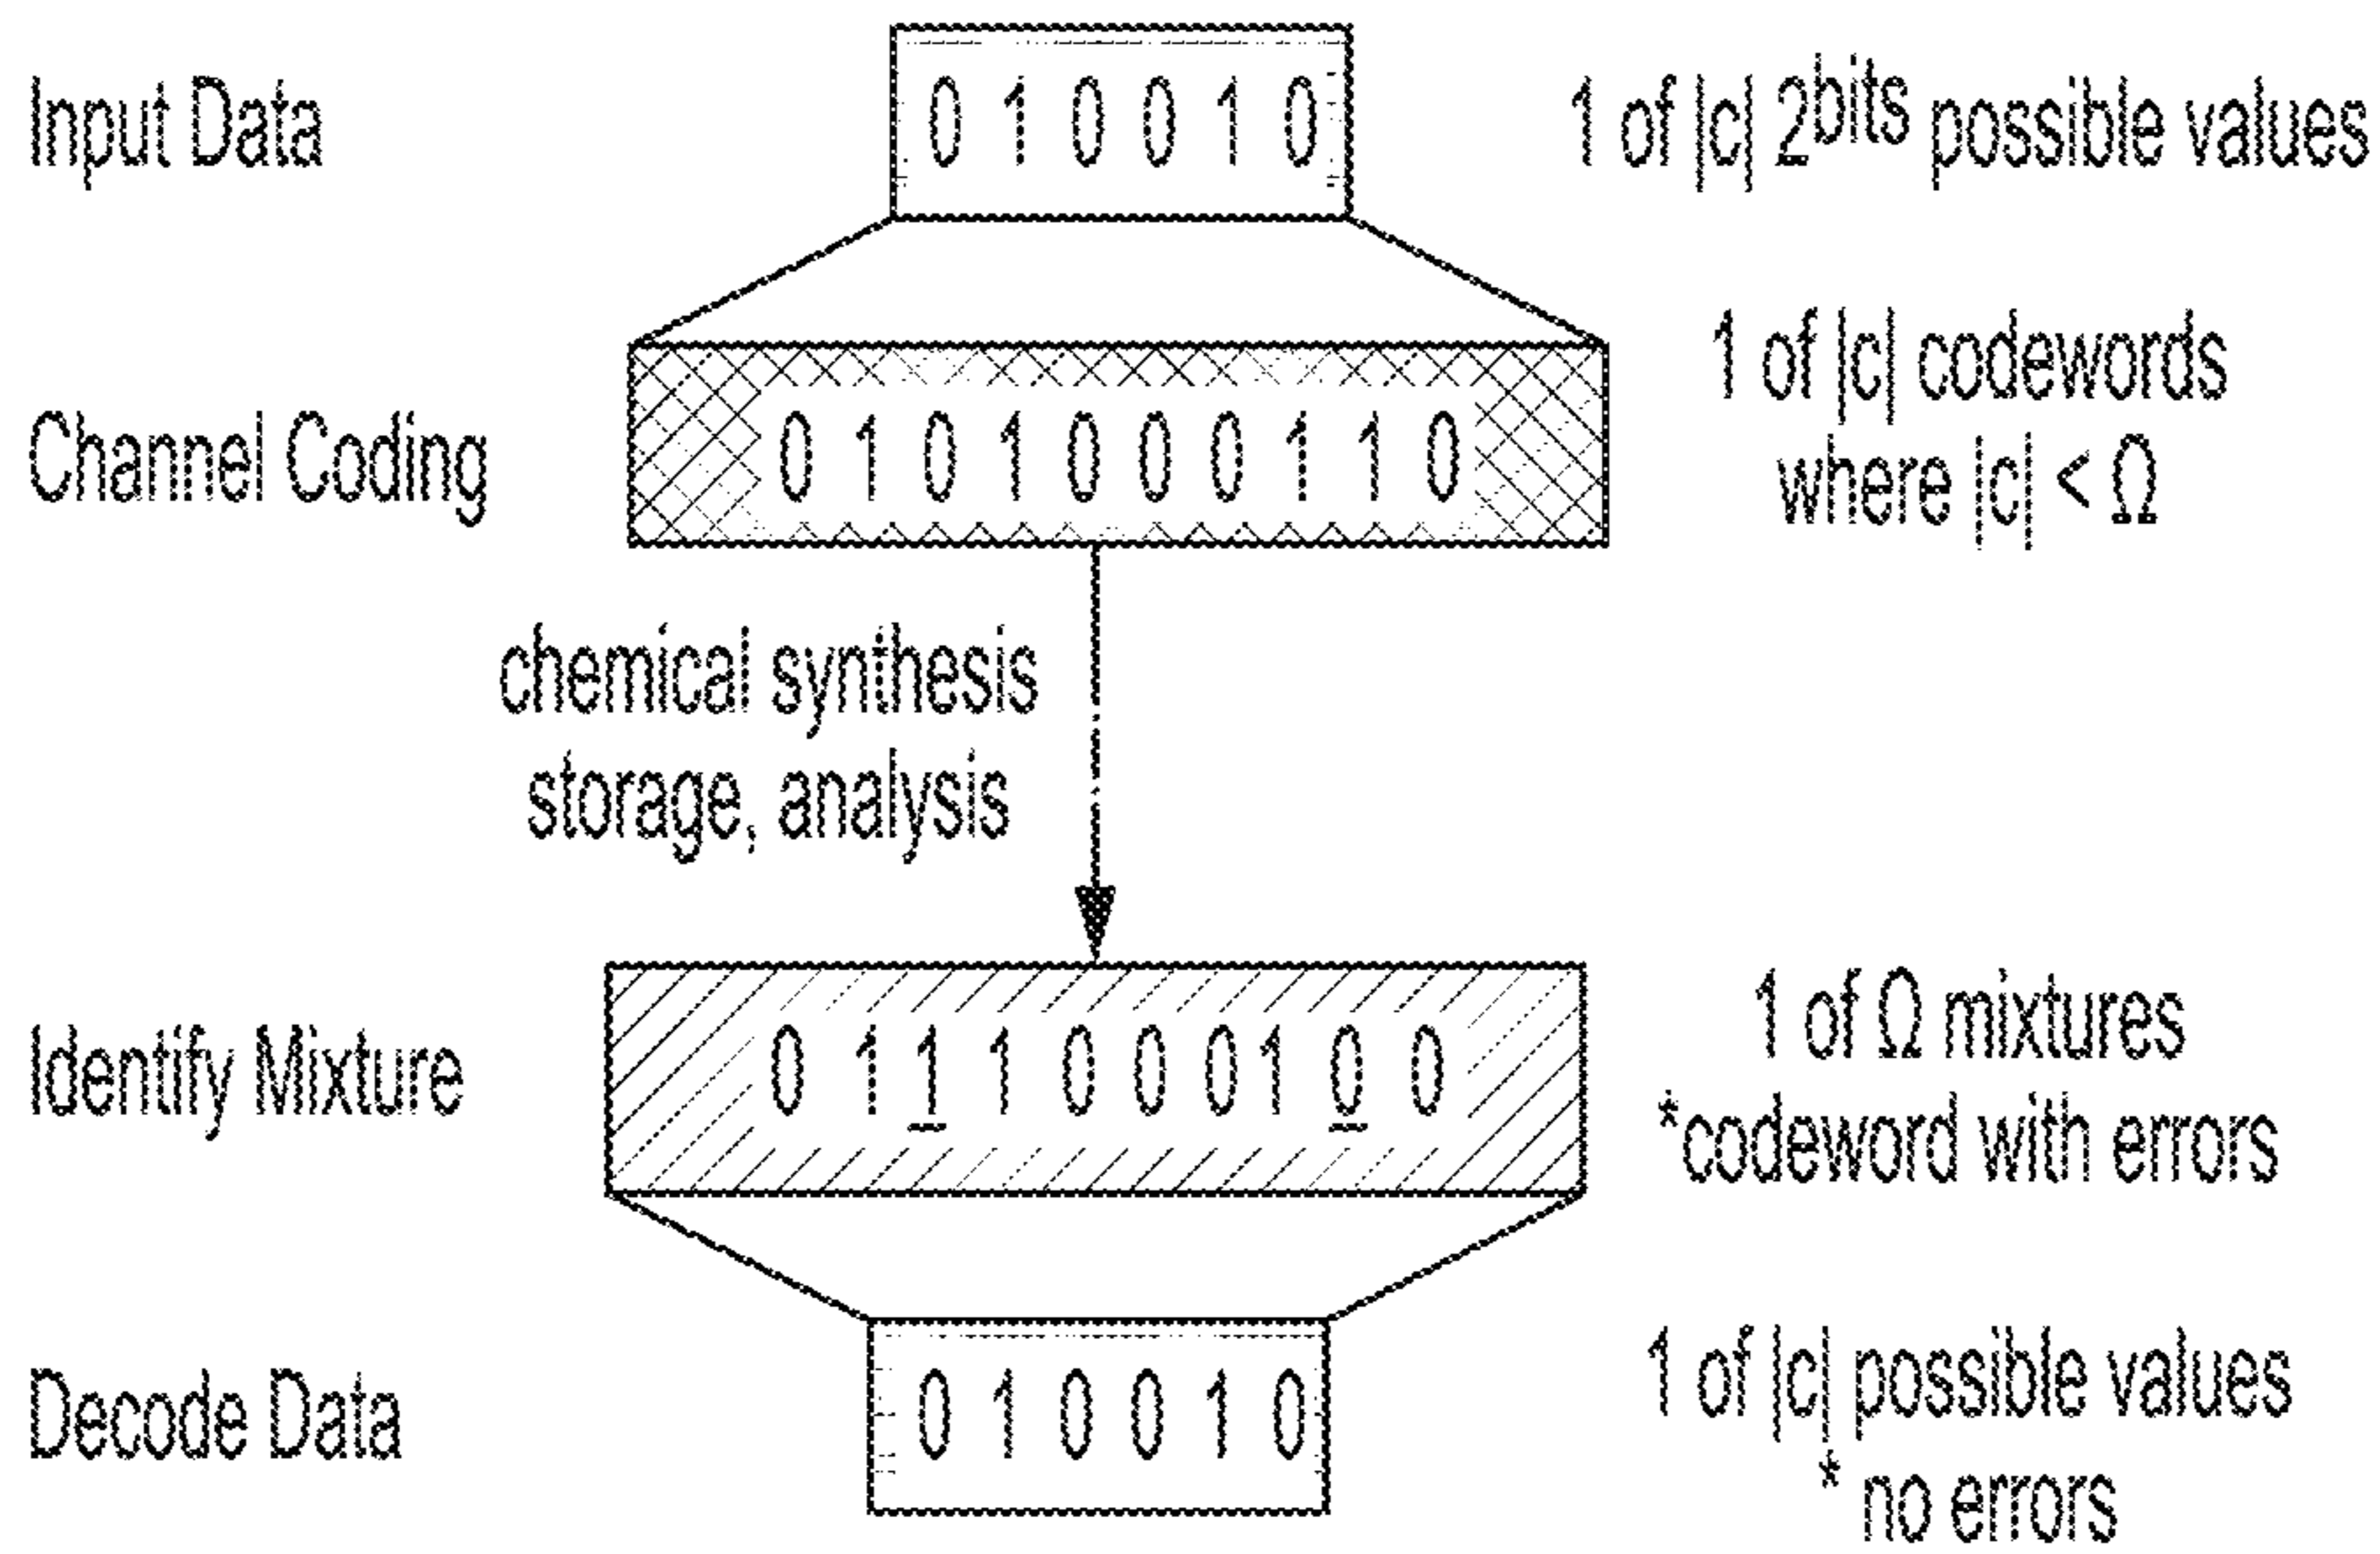 Input Data
0 1 0 0 1 0
1 of |c| 2^bits possible values
Channel Coding
0 1 0 1 0 0 0 1 1 0
1 of |c| codewords
where |c| < Ω
chemical synthesis
storage, analysis
Identify Mixture
0 1 1 1 0 0 0 1 0 0
1 of Ω mixtures
*codeword with errors
Decode Data
0 1 0 0 1 0
1 of |c| possible values
* no errors